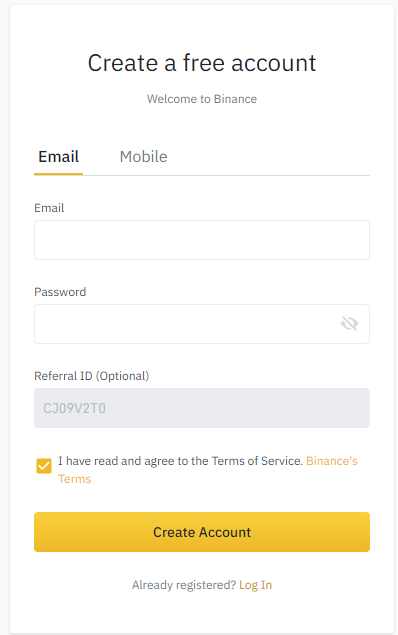 Create a free account
Welcome to Binance
Email Mobile
Email
Password
Referral ID (Optional)
CJ09V2T0
I have read and agree to the Terms of Service. Binance's
Terms
Create Account
Already registered? Log In